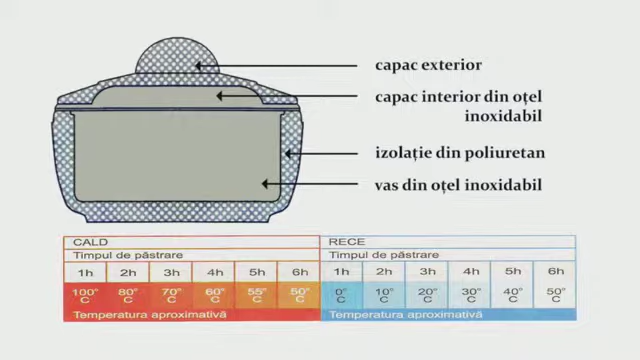 capac exterior
capac interior din oțel
inoxidabil
izolație din poliuretan
vas din oțel inoxidabil
CALD RECE
Timpul de păstrare Timpul de păstrare
1h 2h 3h 4h 5h 6h 1h 2h 3h 4h 5h 6h
100° 80° 70° 60° 55° 50° 0° 10° 20° 30° 40° 50°
C C C C C C C C C C C C
Temperatura aproximativă Temperatura aproximativă